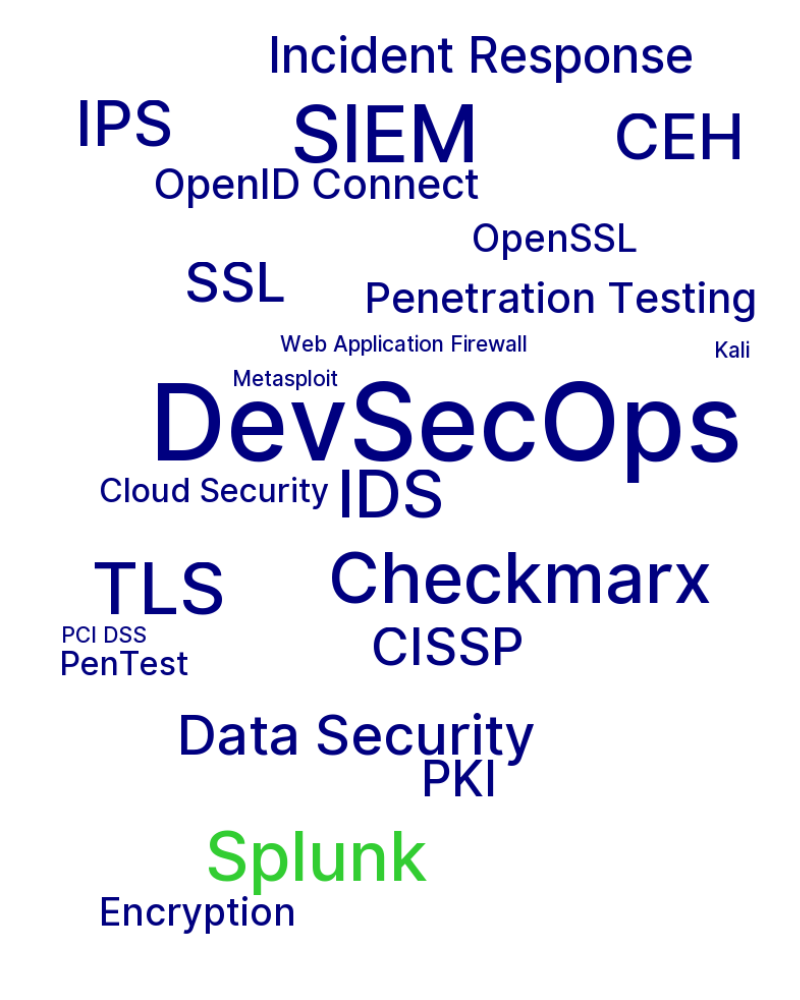 Incident Response
IPS
SIEM
CEH
OpenID Connect
OpenSSL
SSL
Penetration Testing
Web Application Firewall
Kali
Metasploit
DevSecOps
Cloud Security
IDS
TLS
Checkmarx
PCI DSS
CISSP
PenTest
Data Security
PKI
Splunk
Encryption